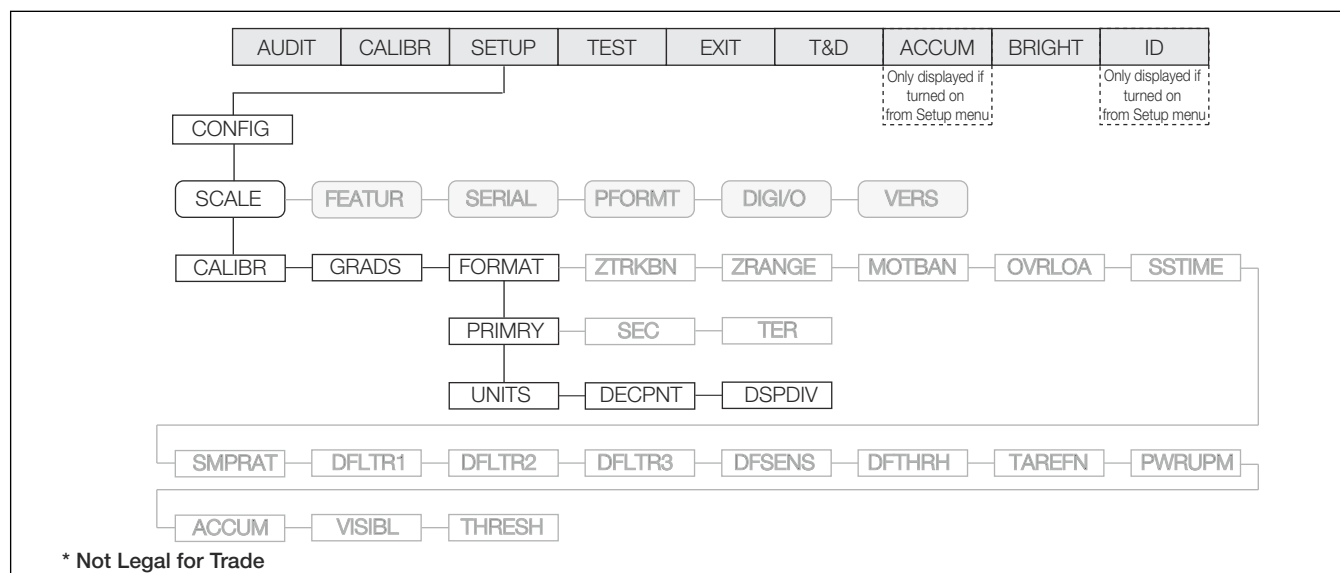 AUDIT CALIBR SETUP TEST EXIT T&D ACCUM BRIGHT ID
Only displayed if turned on from Setup menu
Only displayed if turned on from Setup menu
CONFIG
SCALE FEATUR SERIAL PFORMT DIGI/O VERS
CALIBR GRADS FORMAT ZTRKBN ZRANGE MOTBAN OVRLOA SSTIME
PRIMRY SEC TER
UNITS DECPNT DSPDIV
SMPRAT DFLTR1 DFLTR2 DFLTR3 DFSENS DFTHRH TAREFN PWRUPM
ACCUM VISIBL THRESH
* Not Legal for Trade